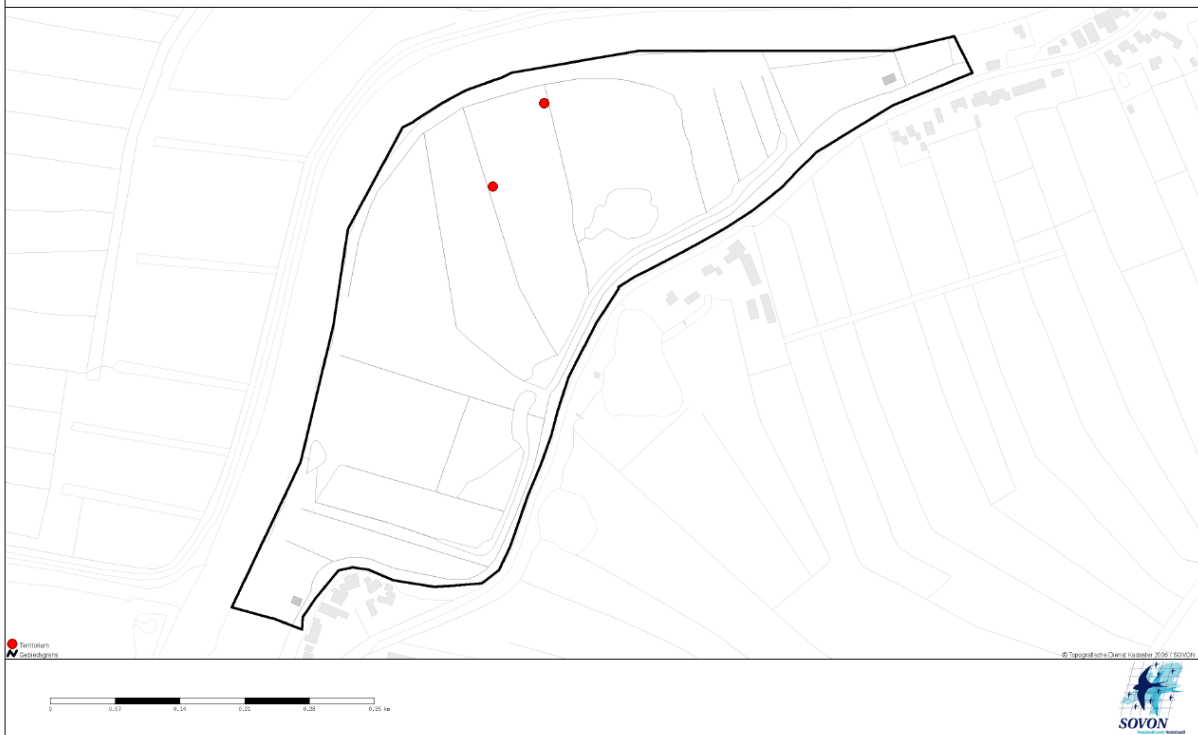 Territorium
Gebiedsgrens
© Topografische Dienst Kadaster 2006 / SOVON
0 0.07 0.14 0.21 0.28 0.35 km
SOVON